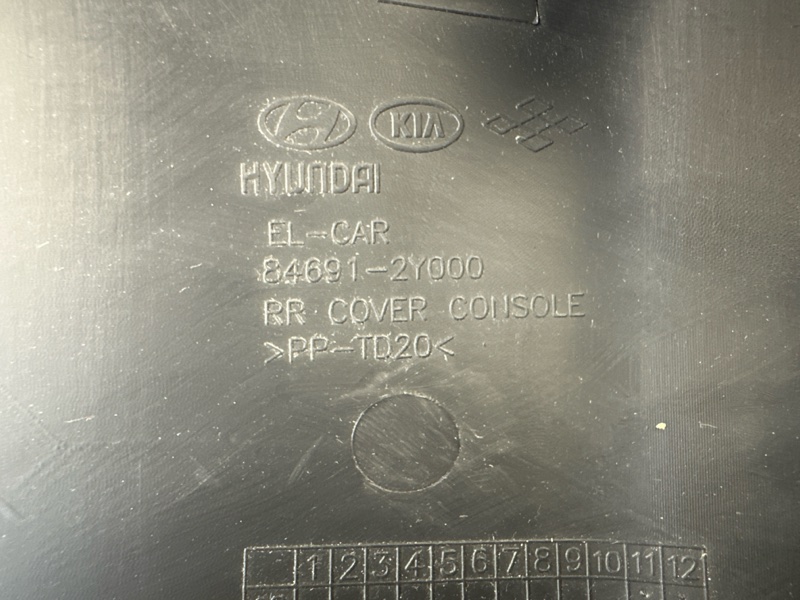 KIA
HYUNDAI
EL-CAR
84691-2Y000
RR COVER CONSOLE
>PP-TD20<
1 2 3 4 5 6 7 8 9 10 11 12